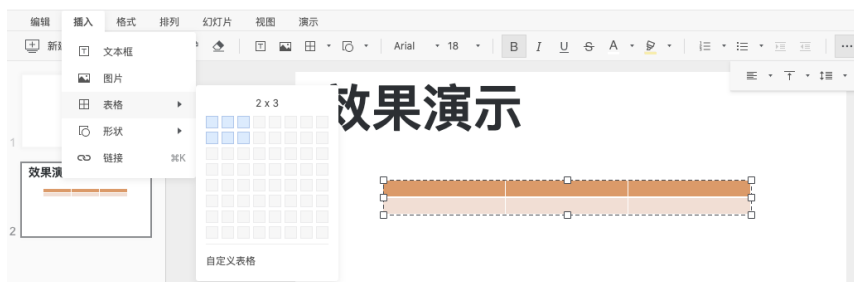 编辑 插入 格式 排列 幻灯片 视图 演示
Arial 18 B I U S A
文本框
图片
表格
形状
链接 ⌘K
2 x 3
自定义表格
效果演示
1
效果演
2